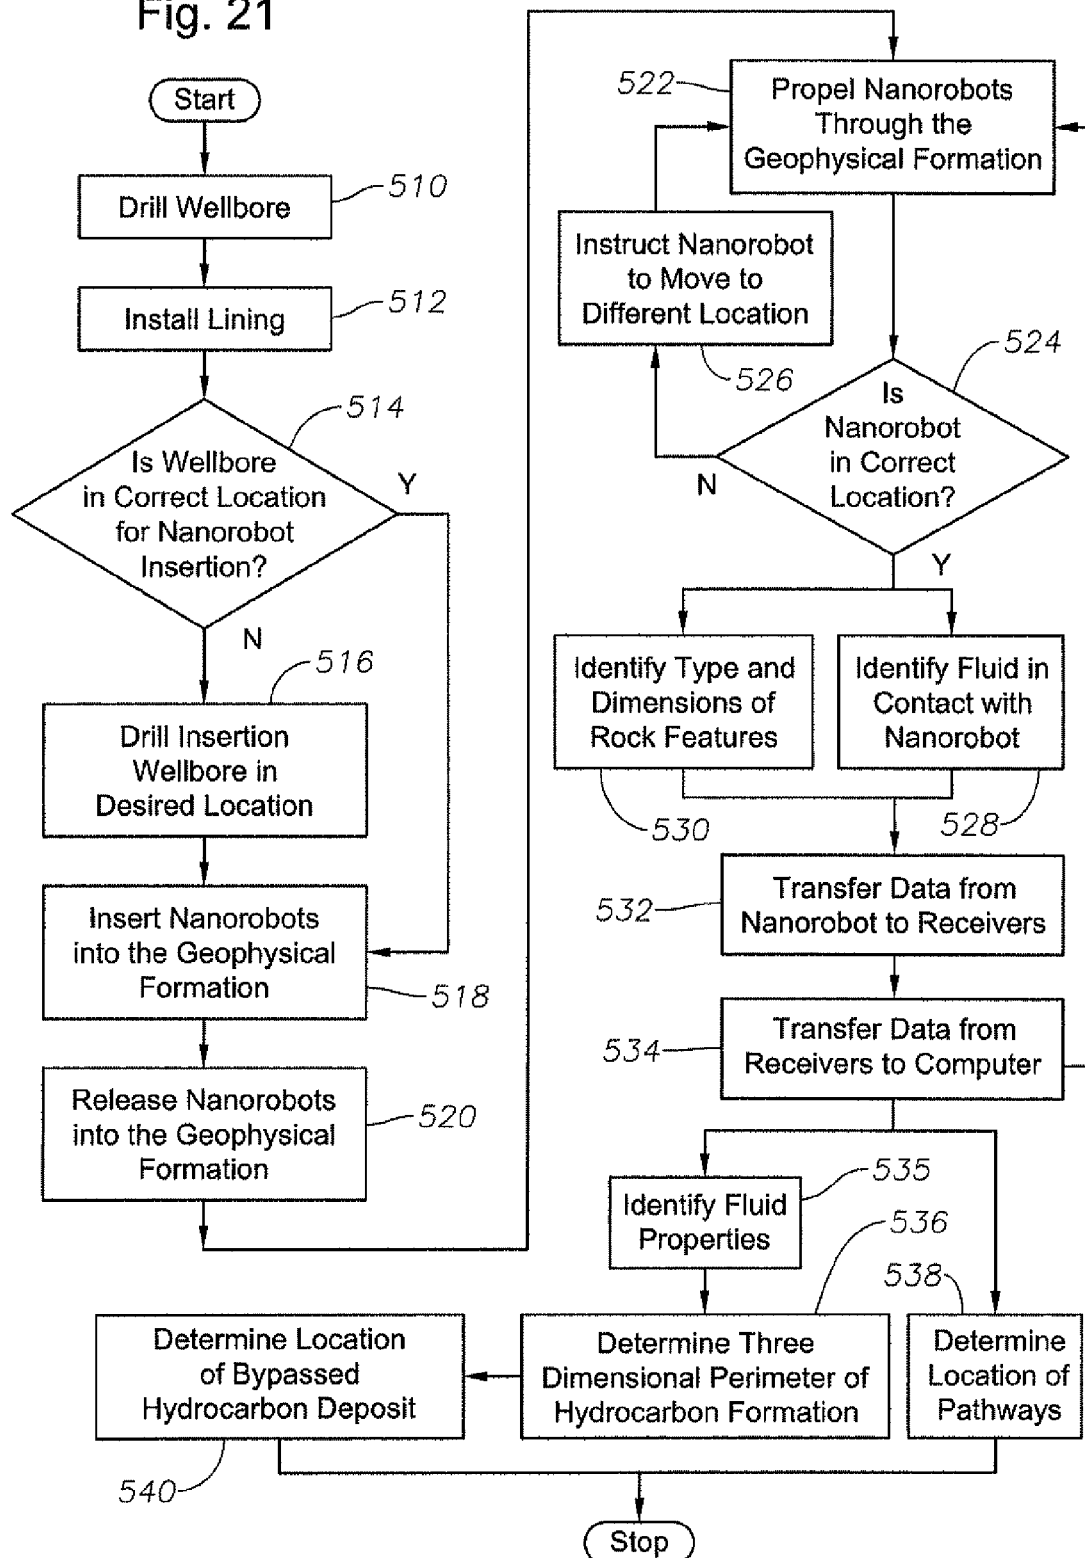 Fig. 21
Start
Drill Wellbore
510
Install Lining
512
514
Is Wellbore
in Correct Location
for Nanorobot
Insertion?
Y
N
516
Drill Insertion
Wellbore in
Desired Location
Insert Nanorobots
into the Geophysical
Formation
518
Release Nanorobots
into the Geophysical
Formation
520
522
Propel Nanorobots
Through the
Geophysical Formation
Instruct Nanorobot
to Move to
Different Location
526
524
Is
Nanorobot
in Correct
Location?
N
Y
Identify Type and
Dimensions of
Rock Features
530
Identify Fluid in
Contact with
Nanorobot
528
532
Transfer Data from
Nanorobot to Receivers
534
Transfer Data from
Receivers to Computer
535
Identify Fluid
Properties
536
538
Determine Three
Dimensional Perimeter of
Hydrocarbon Formation
Determine
Location of
Pathways
Determine Location
of Bypassed
Hydrocarbon Deposit
540
Stop